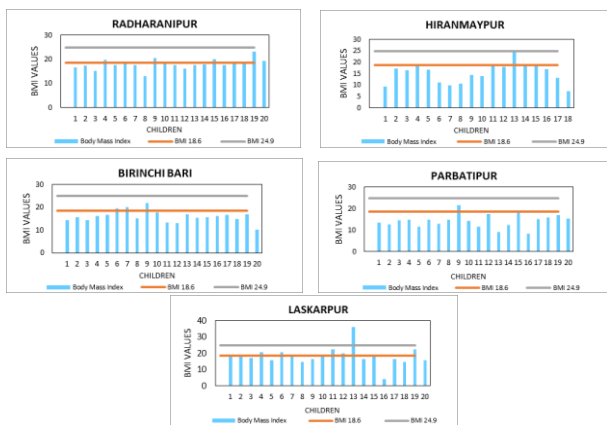 RADHARANIPUR
30
20
10
0
BMI VALUES
1 2 3 4 5 6 7 8 9 10 11 12 13 14 15 16 17 18 19 20
CHILDREN
Body Mass Index BMI 18.6 BMI 24.9
HIRANMAYPUR
30
25
20
15
10
5
0
BMI VALUES
1 2 3 4 5 6 7 8 9 10 11 12 13 14 15 16 17 18
CHILDREN
Body Mass Index BMI 18.6 BMI 24.9
BIRINCHI BARI
30
20
10
0
BMI VALUES
1 2 3 4 5 6 7 8 9 10 11 12 13 14 15 16 17 18 19 20
CHILDREN
Body Mass Index BMI 18.6 BMI 24.9
PARBATIPUR
30
20
10
0
BMI VALUES
1 2 3 4 5 6 7 8 9 10 11 12 13 14 15 16 17 18 19 20
CHILDREN
Body Mass Index BMI 18.6 BMI 24.9
LASKARPUR
40
30
20
10
0
BMI VALUES
1 2 3 4 5 6 7 8 9 10 11 12 13 14 15 16 17 18 19 20
CHILDREN
Body Mass Index BMI 18.6 BMI 24.9